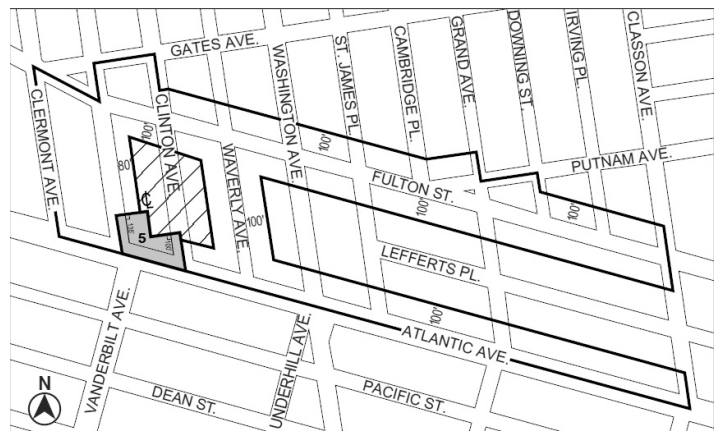 GATES AVE.
CLERMONT AVE.
CLINTON AVE.
WASHINGTON AVE.
ST. JAMES PL.
CAMBRIDGE PL.
GRAND AVE.
DOWNING ST.
IRVING PL.
CLASSON AVE.
100'
100'
80'
WAVERLY AVE.
FULTON ST.
PUTNAM AVE.
100'
100'
100'
5
LEFFERTS PL.
100'
ATLANTIC AVE.
VANDERBILT AVE.
UNDERHILL AVE.
DEAN ST.
PACIFIC ST.
N